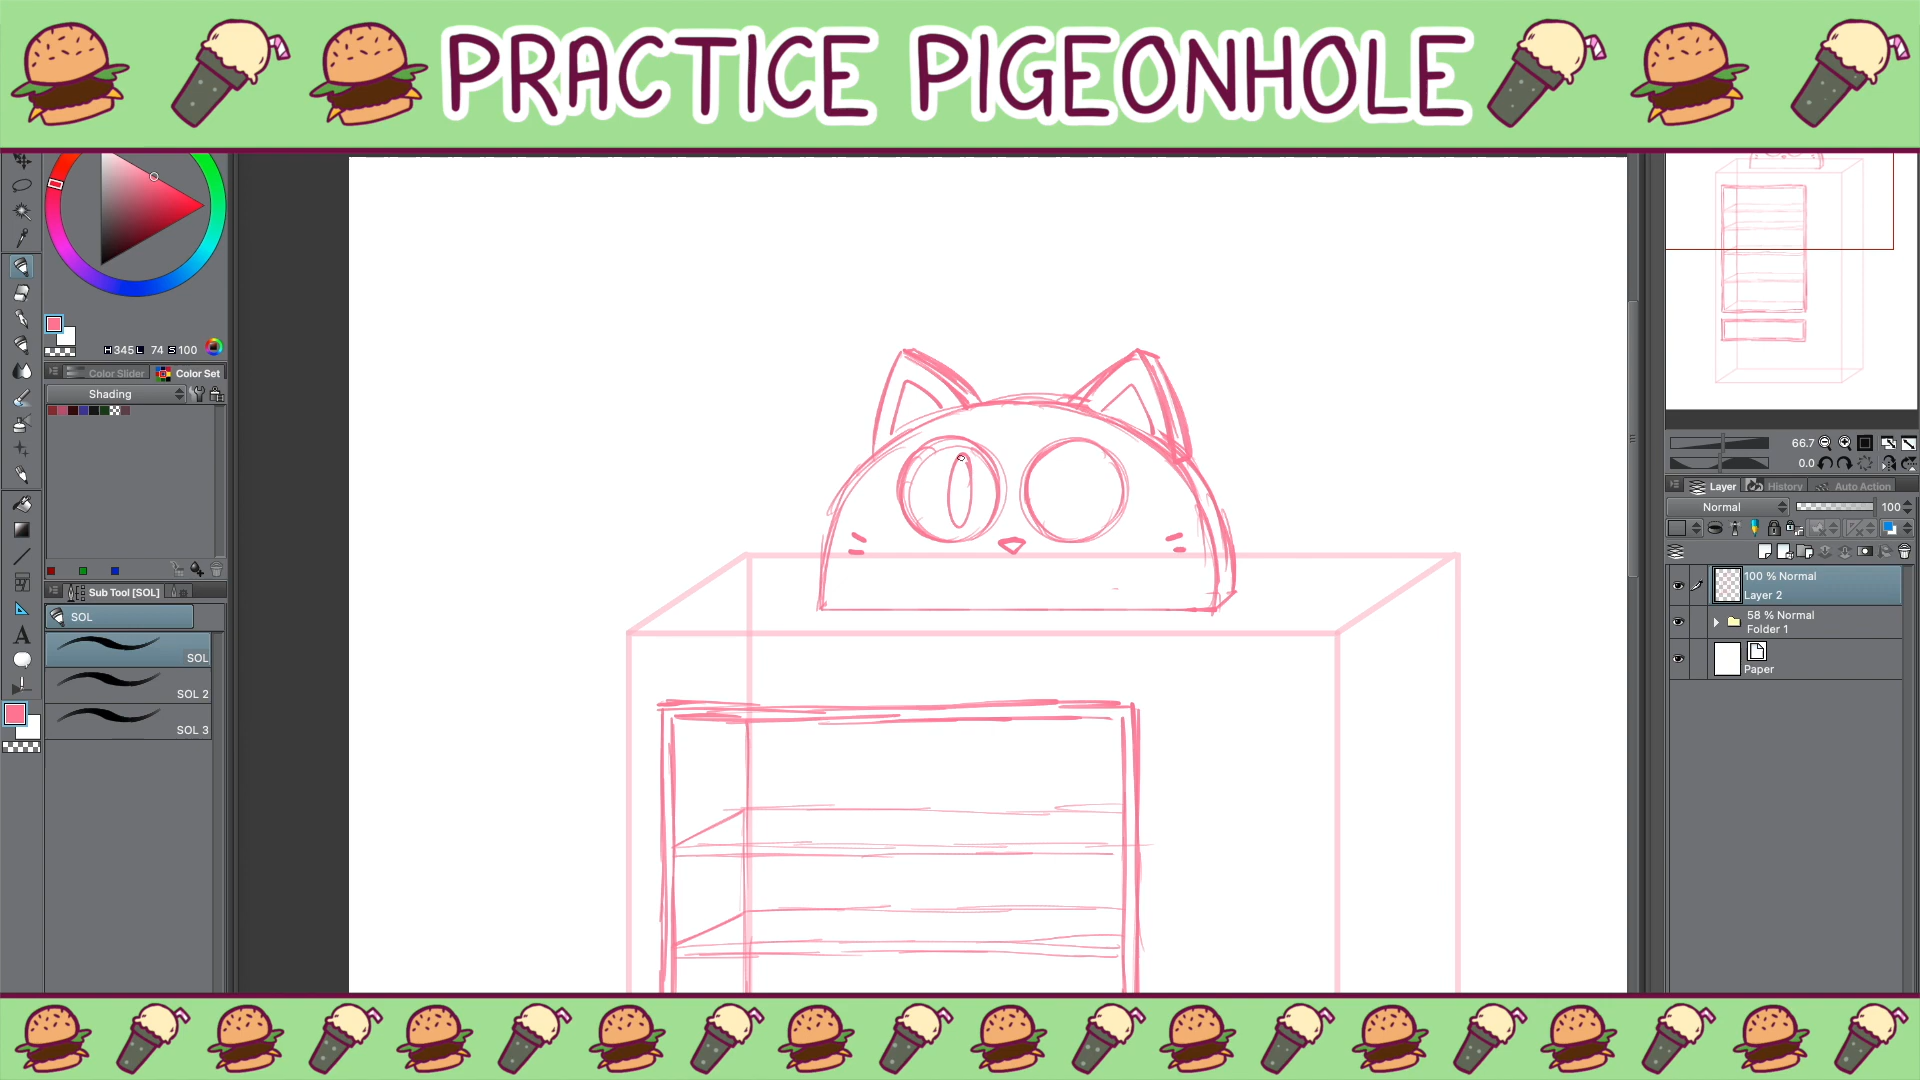 PRACTICE PIGEONHOLE
H 345 L 74 S 100
Color Slider
Color Set
Shading
Sub Tool [SOL]
SOL
SOL
SOL 2
SOL 3
A
66.7
0.0
Layer
History
Auto Action
Normal
100
100 % Normal
Layer 2
58 % Normal
Folder 1
Paper